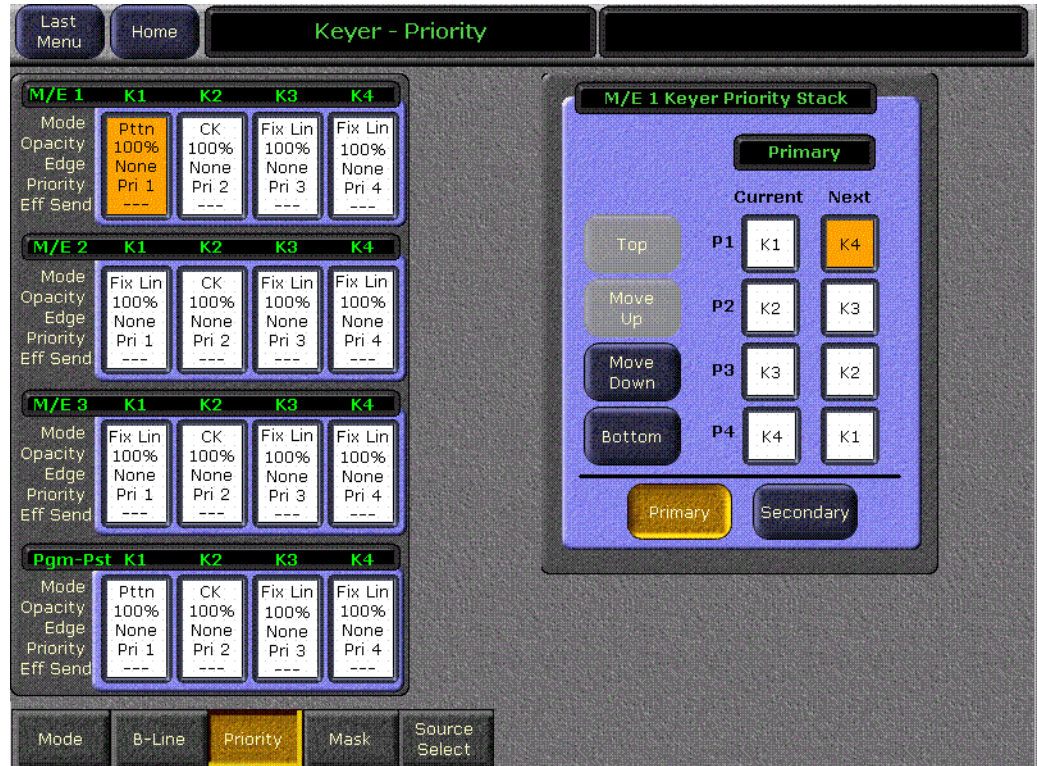 Last Menu Home Keyer - Priority
M/E 1 K1 K2 K3 K4
Mode Pttn CK Fix Lin Fix Lin
Opacity 100% 100% 100% 100%
Edge None None None None
Priority Pri 1 Pri 2 Pri 3 Pri 4
Eff Send --- --- --- ---
M/E 2 K1 K2 K3 K4
Mode Fix Lin CK Fix Lin Fix Lin
Opacity 100% 100% 100% 100%
Edge None None None None
Priority Pri 1 Pri 2 Pri 3 Pri 4
Eff Send --- --- --- ---
M/E 3 K1 K2 K3 K4
Mode Fix Lin CK Fix Lin Fix Lin
Opacity 100% 100% 100% 100%
Edge None None None None
Priority Pri 1 Pri 2 Pri 3 Pri 4
Eff Send --- --- --- ---
Pgm-Pst K1 K2 K3 K4
Mode Pttn CK Fix Lin Fix Lin
Opacity 100% 100% 100% 100%
Edge None None None None
Priority Pri 1 Pri 2 Pri 3 Pri 4
Eff Send --- --- --- ---
M/E 1 Keyer Priority Stack
Primary
Current Next
Top P1 K1 K4
Move Up P2 K2 K3
Move Down P3 K3 K2
Bottom P4 K4 K1
Primary Secondary
Mode B-Line Priority Mask Source Select